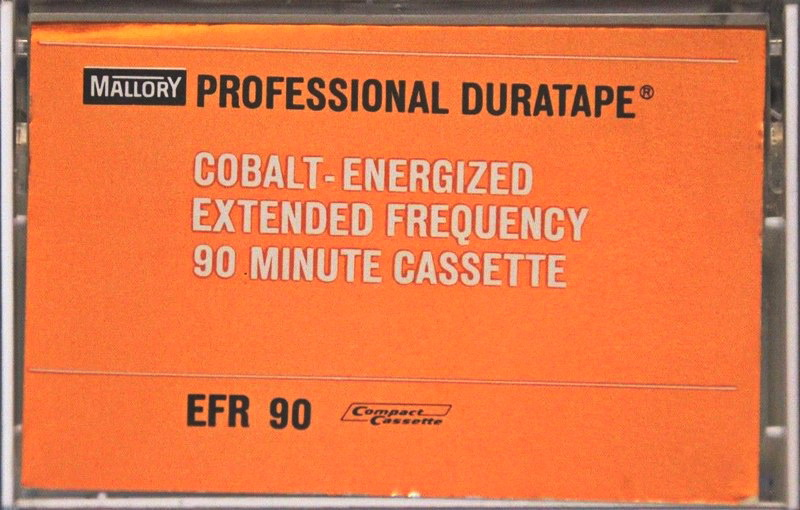 MALLORY PROFESSIONAL DURATAPE®
COBALT-ENERGIZED
EXTENDED FREQUENCY
90 MINUTE CASSETTE
EFR 90 Compact Cassette